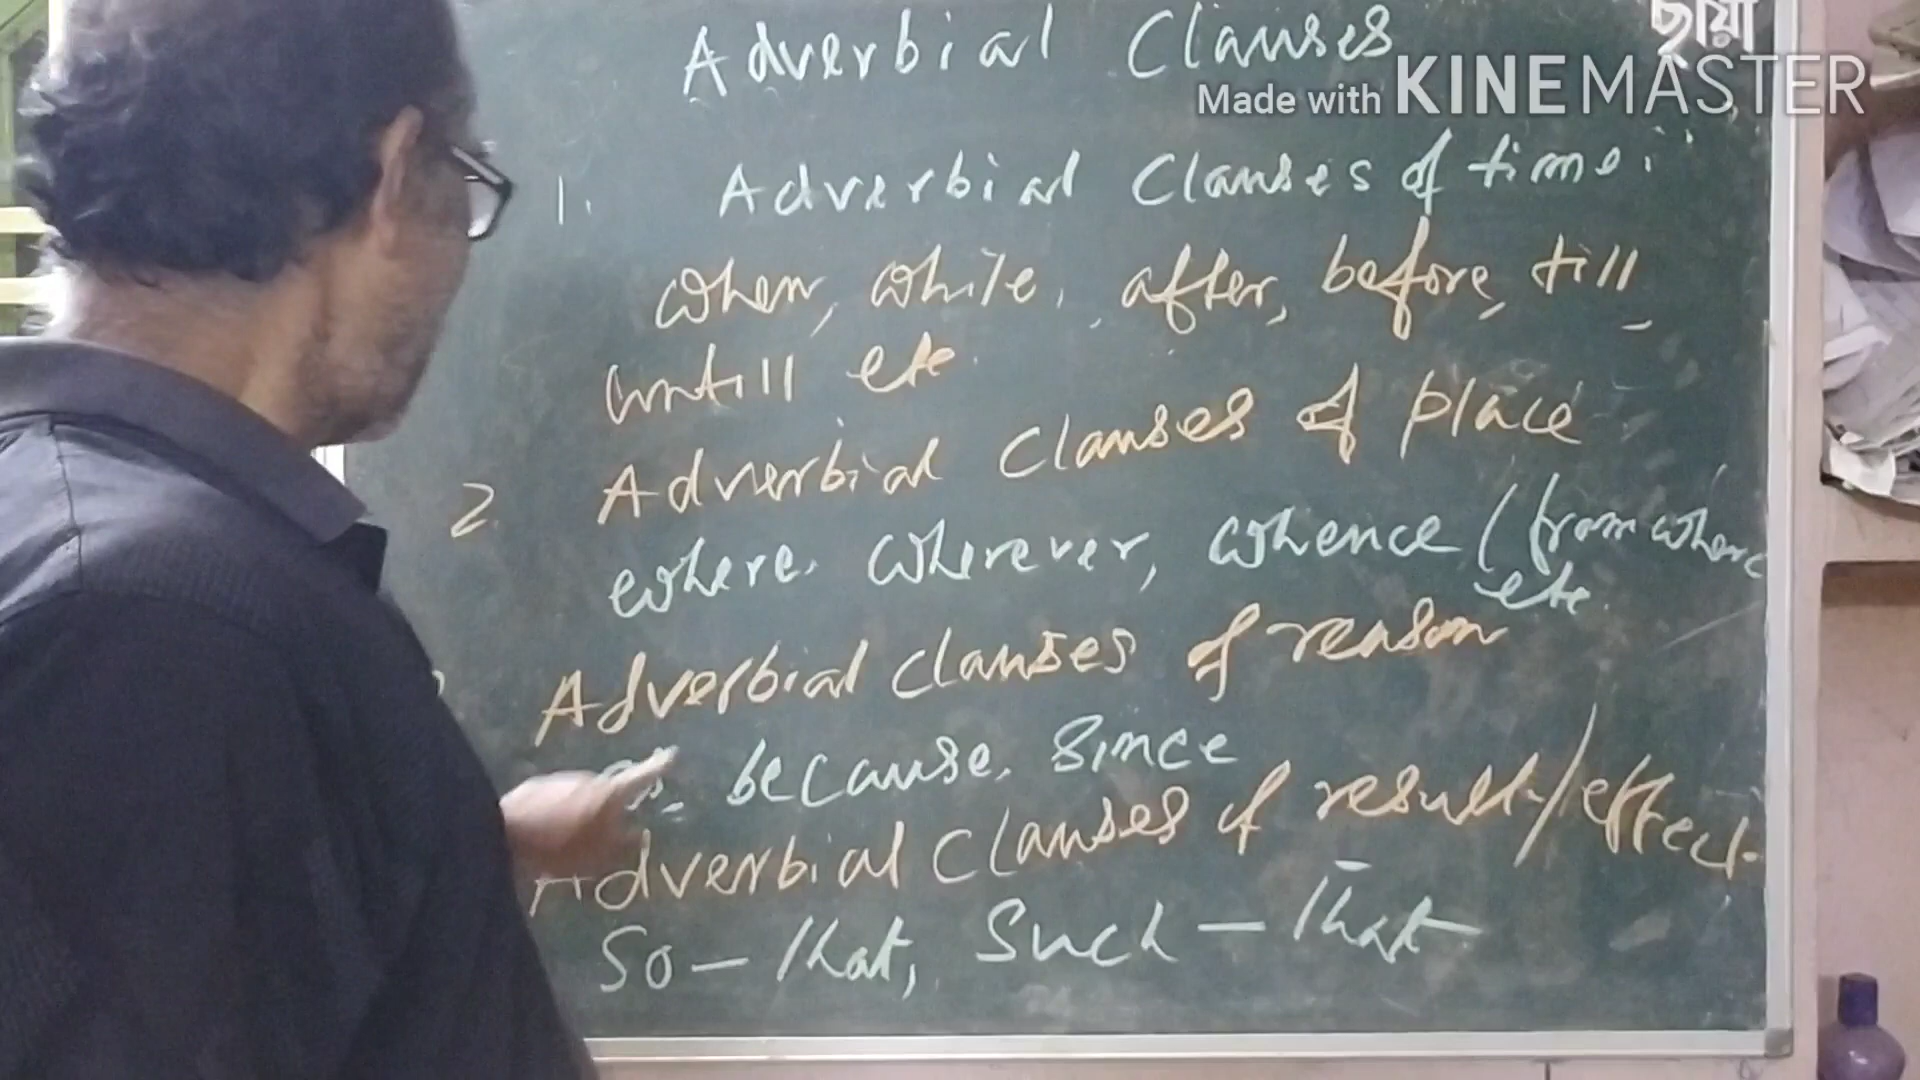 ছায়া
Adverbial Clauses
Made with KINEMASTER
1. Adverbial Clauses of time:
when, while, after, before, till,
untill etc.
2. Adverbial Clauses of place
where, wherever, whence (from where
etc.
Adverbial clauses of reason
as, because, since
Adverbial Clauses of result/effect.
So—that, Such—that